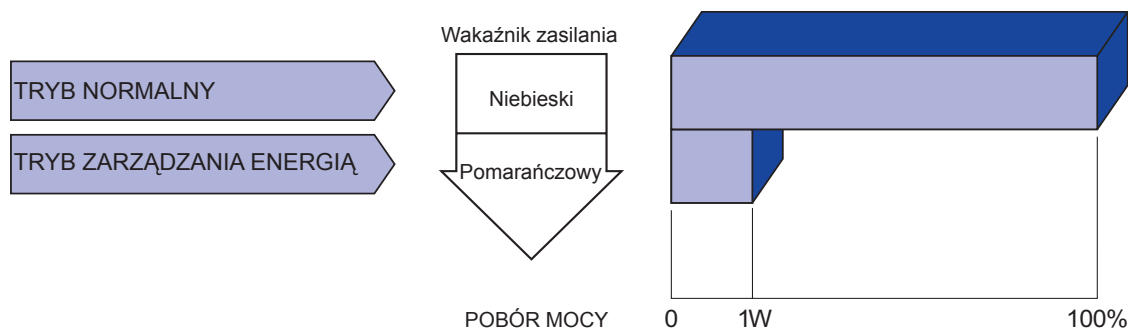 Wakaźnik zasilania
TRYB NORMALNY
Niebieski
TRYB ZARZĄDZANIA ENERGIĄ
Pomarańczowy
POBÓR MOCY
0
1W
100%